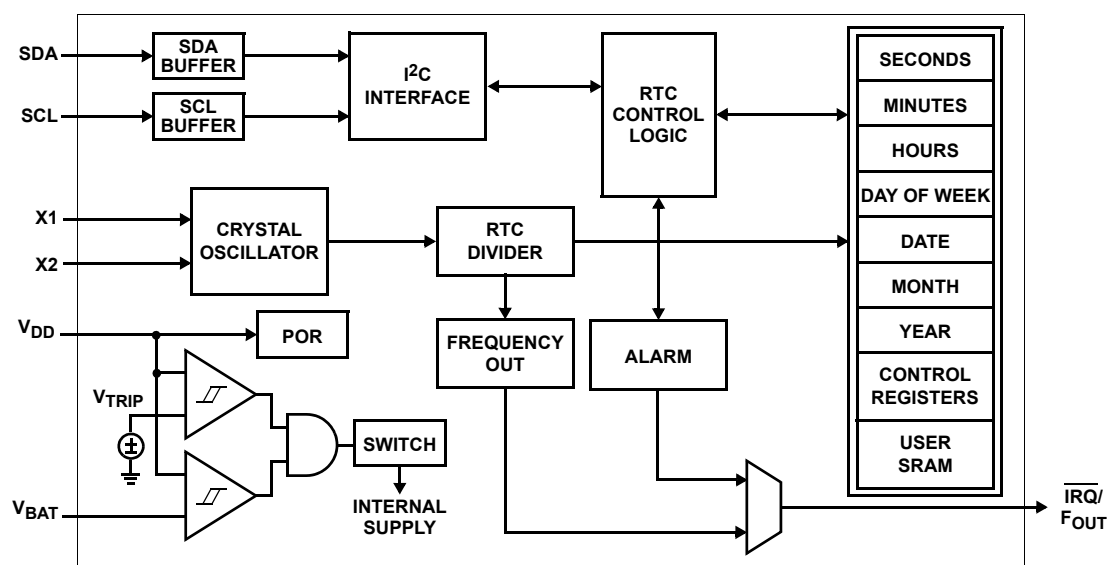 SDA
SDA
BUFFER
I²C
INTERFACE
RTC
CONTROL
LOGIC
SECONDS
SCL
SCL
BUFFER
MINUTES
HOURS
DAY OF WEEK
X1
X2
CRYSTAL
OSCILLATOR
RTC
DIVIDER
DATE
MONTH
VDD
POR
FREQUENCY
OUT
ALARM
YEAR
CONTROL
REGISTERS
VTRIP
±
SWITCH
USER
SRAM
VBAT
INTERNAL
SUPPLY
IRQ/
FOUT